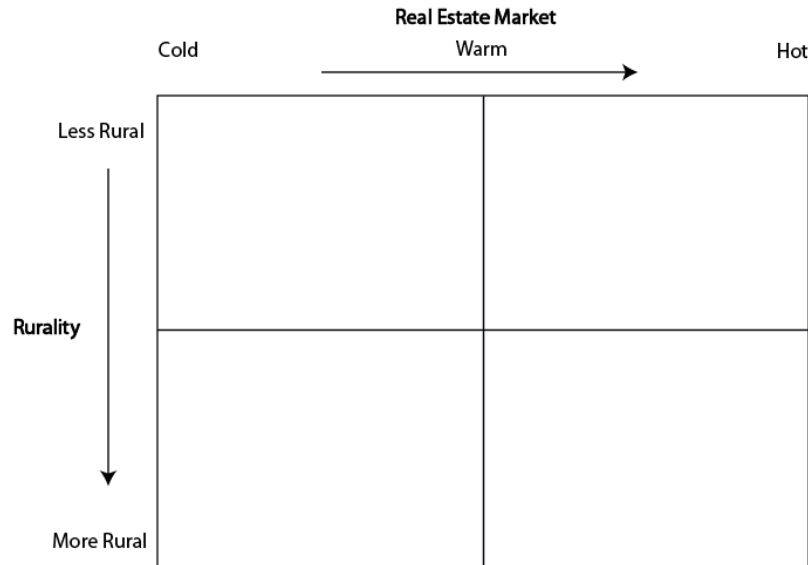 Real Estate Market
Cold Warm Hot
Less Rural
Rurality
More Rural